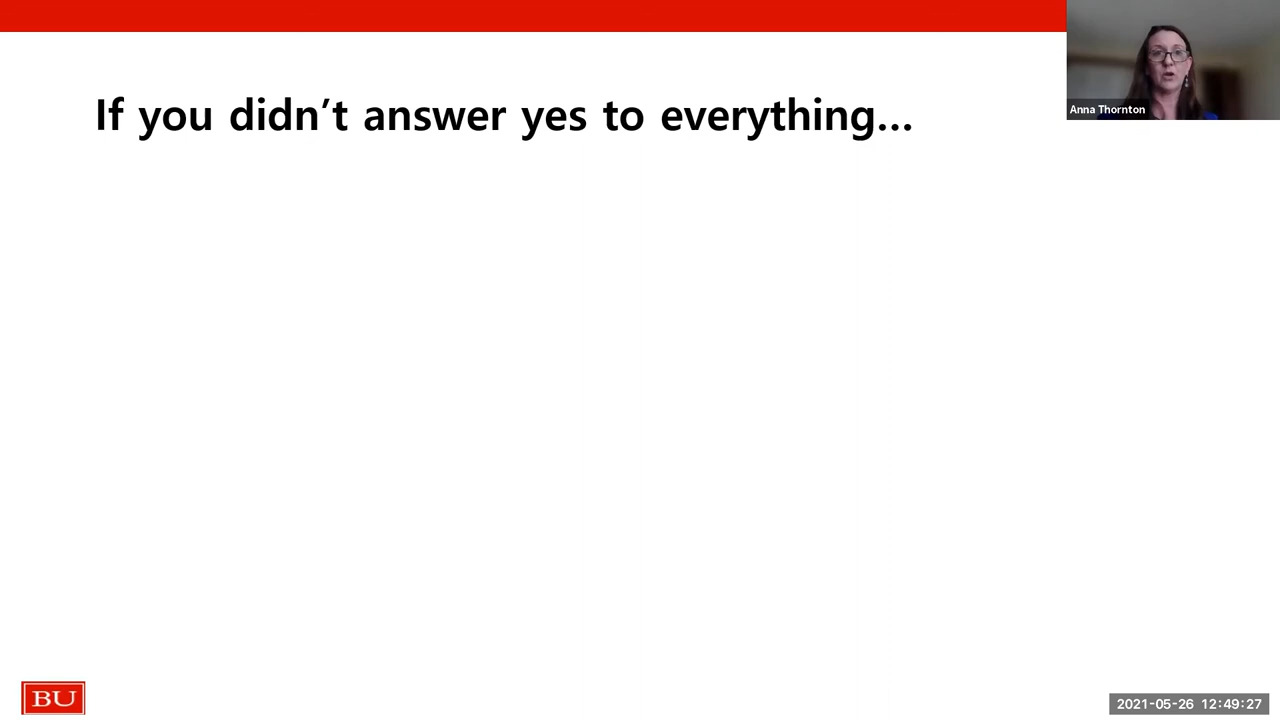 If you didn’t answer yes to everything...
Anna Thornton
BU
2021-05-26 12:49:27